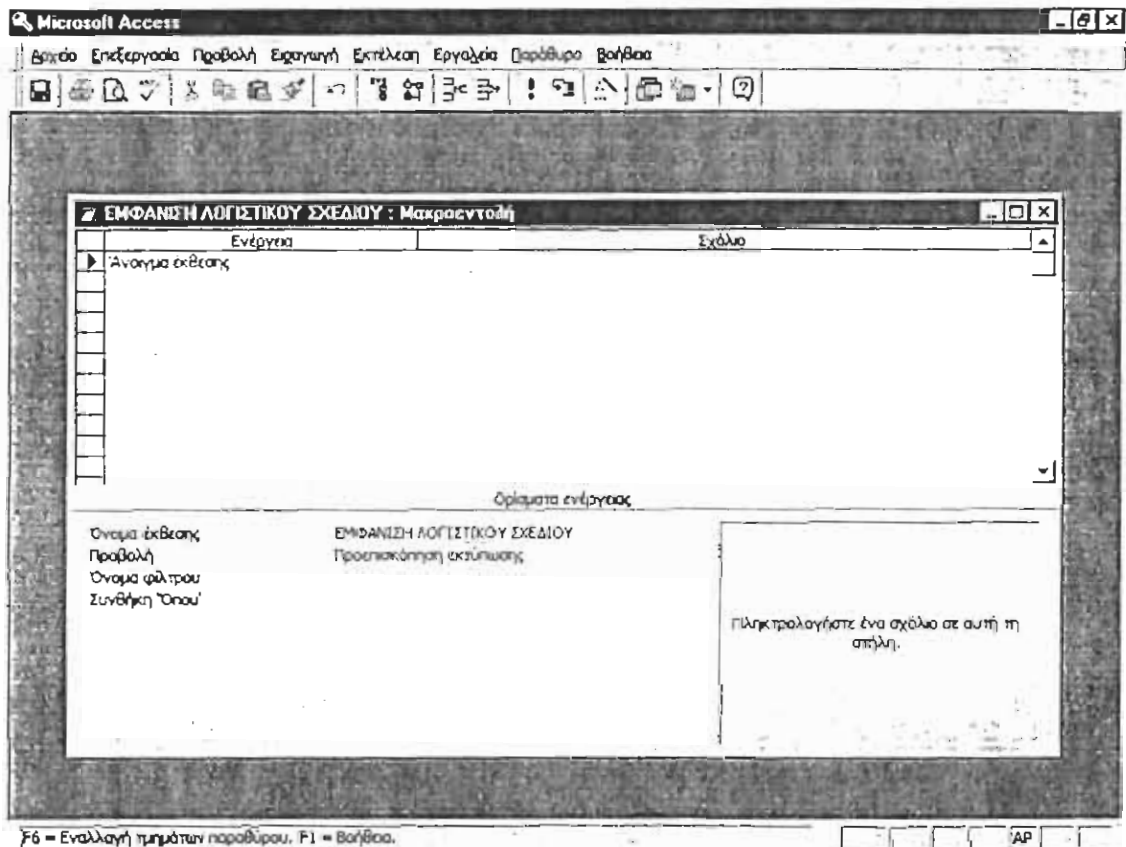 Microsoft Access
Αρχείο Επεξεργασία Προβολή Εισαγωγή Εκτέλεση Εργαλεία Παράθυρο Βοήθεια
ΕΜΦΑΝΙΣΗ ΛΟΓΙΣΤΙΚΟΥ ΣΧΕΔΙΟΥ : Μακροεντολή
Ενέργεια Σχόλιο
Άνοιγμα έκθεσης
Ορίσματα ενέργειας
Όνομα έκθεσης ΕΜΦΑΝΙΣΗ ΛΟΓΙΣΤΙΚΟΥ ΣΧΕΔΙΟΥ
Προβολή Προεπισκόπηση εκτύπωσης
Όνομα φίλτρου
Συνθήκη 'Όπου'
Πληκτρολογήστε ένα σχόλιο σε αυτή τη
στήλη.
F6 = Εναλλαγή τμημάτων παραθύρου. F1 = Βοήθεια.
ΑΡ